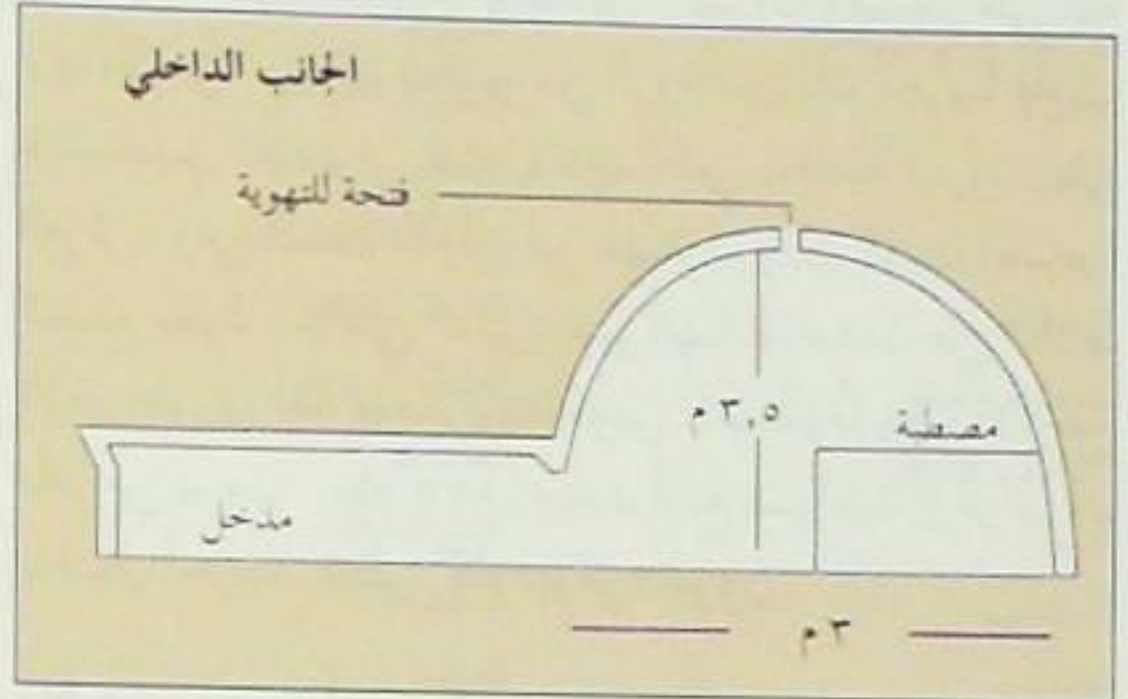 الجانب الداخلي
فتحة للتهوية
٣,٥ م
مصطبة
مدخل
٣ م